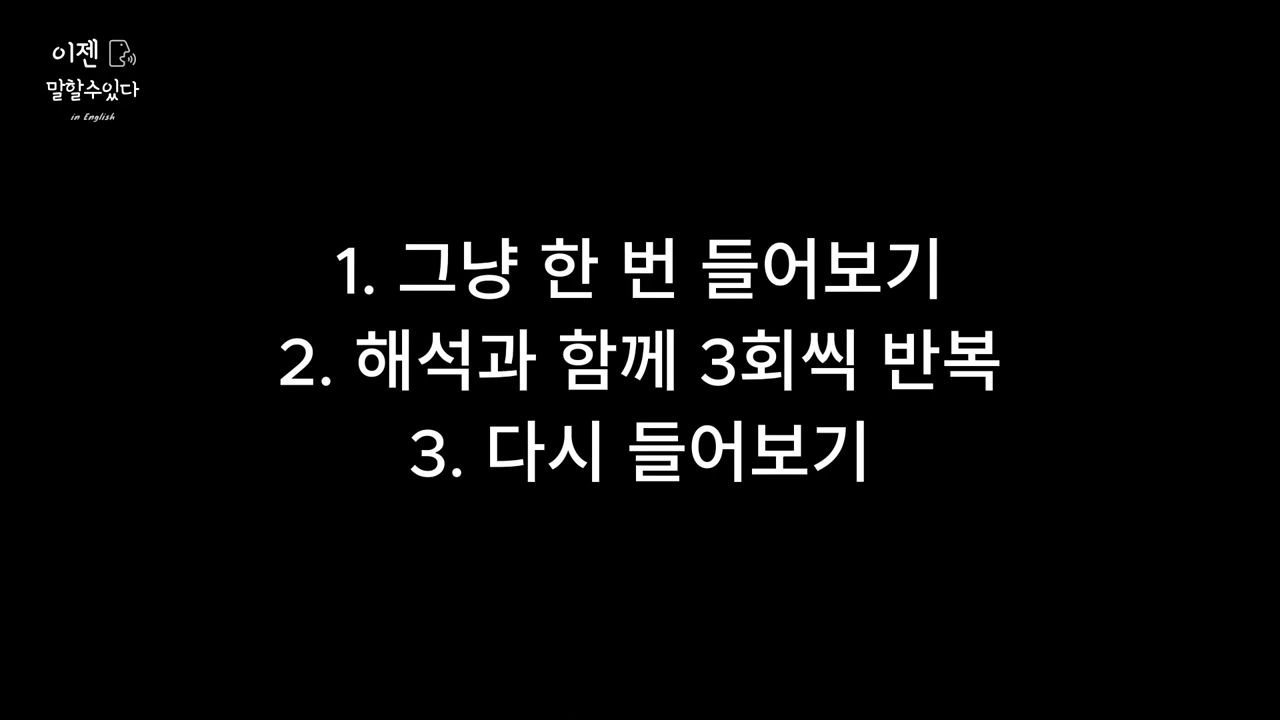 이젠
말할수있다
in English
1. 그냥 한 번 들어보기
2. 해석과 함께 3회씩 반복
3. 다시 들어보기